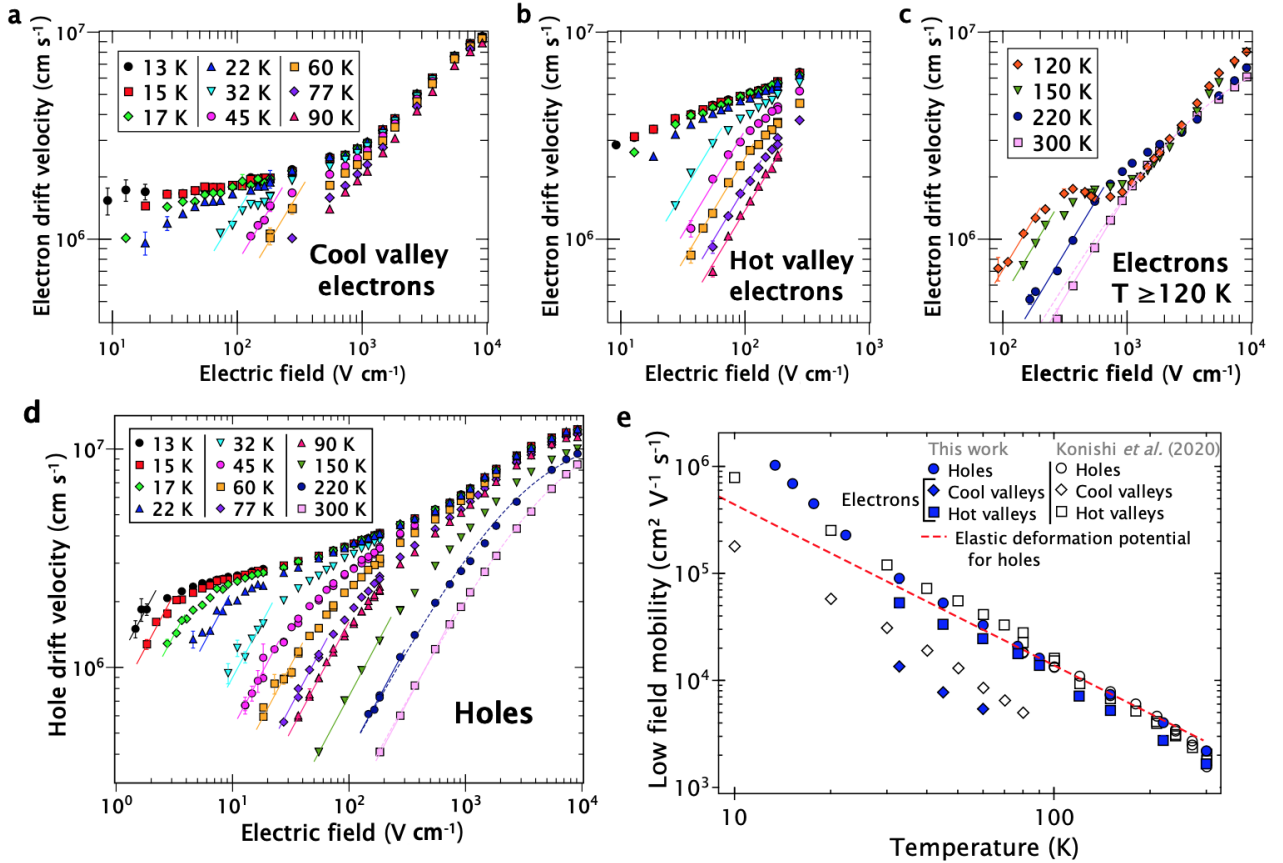 a
Electron drift velocity (cm s⁻¹)
10⁷
10⁶
13 K 22 K 60 K
15 K 32 K 77 K
17 K 45 K 90 K
Cool valley
electrons
10¹ 10² 10³ 10⁴
Electric field (V cm⁻¹)
b
Electron drift velocity (cm s⁻¹)
10⁷
10⁶
Hot valley
electrons
10¹ 10² 10³
Electric field (V cm⁻¹)
c
Electron drift velocity (cm s⁻¹)
10⁷
10⁶
120 K
150 K
220 K
300 K
Electrons
T ≥120 K
10² 10³ 10⁴
Electric field (V cm⁻¹)
d
Hole drift velocity (cm s⁻¹)
10⁷
10⁶
13 K 32 K 90 K
15 K 45 K 150 K
17 K 60 K 220 K
22 K 77 K 300 K
Holes
10⁰ 10¹ 10² 10³ 10⁴
Electric field (V cm⁻¹)
e
Low field mobility (cm² V⁻¹ s⁻¹)
10⁶
10⁵
10⁴
10³
This work Konishi et al. (2020)
Holes Holes
Electrons Cool valleys Cool valleys
Hot valleys Hot valleys
Elastic deformation potential
for holes
10 100
Temperature (K)